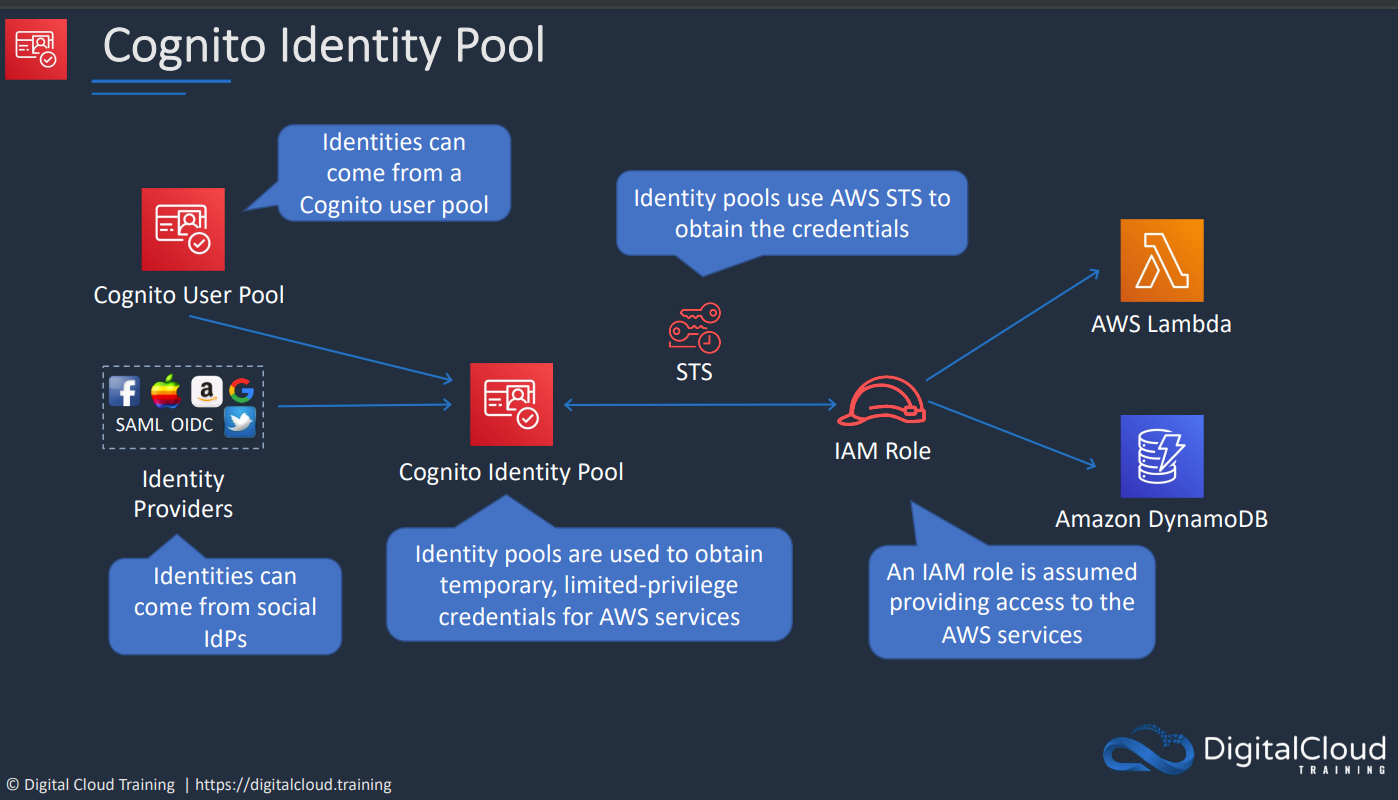 Cognito Identity Pool
Identities can
come from a
Cognito user pool
Identity pools use AWS STS to
obtain the credentials
Cognito User Pool
AWS Lambda
STS
f
a
G
SAML OIDC
Cognito Identity Pool
IAM Role
Identity
Providers
Amazon DynamoDB
Identities can
come from social
IdPs
Identity pools are used to obtain
temporary, limited-privilege
credentials for AWS services
An IAM role is assumed
providing access to the
AWS services
DigitalCloud
TRAINING
© Digital Cloud Training | https://digitalcloud.training